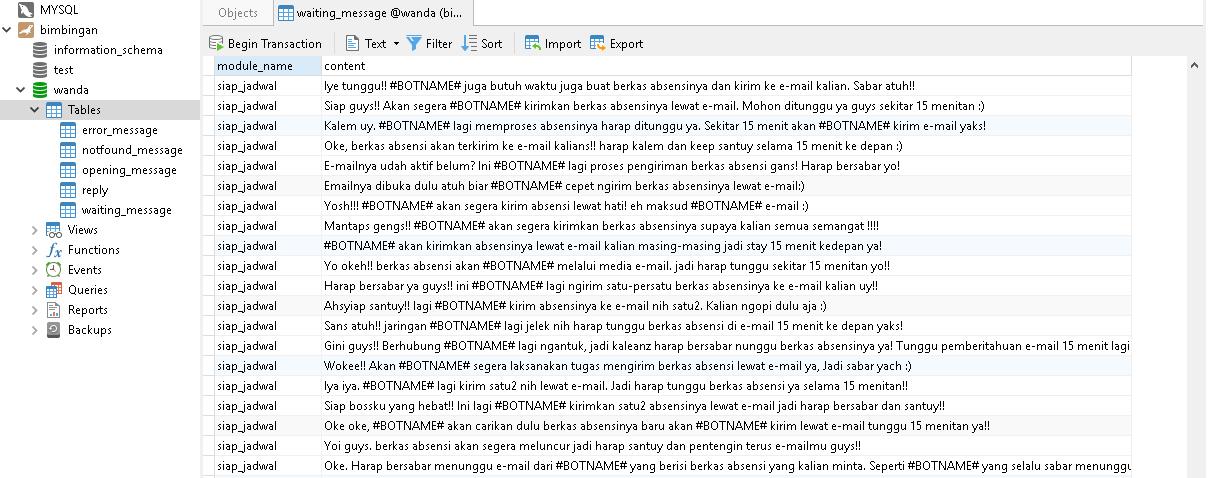 MYSQL
bimbingan
information_schema
test
wanda
Tables
error_message
notfound_message
opening_message
reply
waiting_message
Views
Functions
Events
Queries
Reports
Backups
Objects
waiting_message @wanda (bi...
Begin Transaction Text Filter Sort Import Export
module_name content
siap_jadwal Iye tunggu!! #BOTNAME# juga butuh waktu juga buat berkas absensinya dan kirim ke e-mail kalian. Sabar atuh!!
siap_jadwal Siap guys!! Akan segera #BOTNAME# kirimkan berkas absensinya lewat e-mail. Mohon ditunggu ya guys sekitar 15 menitan :)
siap_jadwal Kalem uy. #BOTNAME# lagi memproses absensinya harap ditunggu ya. Sekitar 15 menit akan #BOTNAME# kirim e-mail yaks!
siap_jadwal Oke, berkas absensi akan terkirim ke e-mail kalians!! harap kalem dan keep santuy selama 15 menit ke depan :)
siap_jadwal E-mailnya udah aktif belum? Ini #BOTNAME# lagi proses pengiriman berkas absensi gans! Harap bersabar yo!
siap_jadwal Emailnya dibuka dulu atuh biar #BOTNAME# cepet ngirim berkas absensinya lewat e-mail:)
siap_jadwal Yosh!!! #BOTNAME# akan segera kirim absensi lewat hati! eh maksud #BOTNAME# e-mail :)
siap_jadwal Mantaps gengs!! #BOTNAME# akan segera kirimkan berkas absensinya supaya kalian semua semangat !!!!
siap_jadwal #BOTNAME# akan kirimkan absensinya lewat e-mail kalian masing-masing jadi stay 15 menit kedepan ya!
siap_jadwal Yo okeh!! berkas absensi akan #BOTNAME# melalui media e-mail. jadi harap tunggu sekitar 15 menitan yo!!
siap_jadwal Harap bersabar ya guys!! ini #BOTNAME# lagi ngirim satu-persatu berkas absensinya ke e-mail kalian uy!!
siap_jadwal Ahsyiap santuy!! lagi #BOTNAME# kirim absensinya ke e-mail nih satu2. Kalian ngopi dulu aja :)
siap_jadwal Sans atuh!! jaringan #BOTNAME# lagi jelek nih harap tunggu berkas absensi di e-mail 15 menit ke depan yaks!
siap_jadwal Gini guys!! Berhubung #BOTNAME# lagi ngantuk, jadi kaleanz harap bersabar nunggu berkas absensinya ya! Tunggu pemberitahuan e-mail 15 menit lagi
siap_jadwal Wokee!! Akan #BOTNAME# segera laksanakan tugas mengirim berkas absensi lewat e-mail ya, Jadi sabar yach :)
siap_jadwal Iya iya. #BOTNAME# lagi kirim satu2 nih lewat e-mail. Jadi harap tunggu berkas absensi ya selama 15 menitan!!
siap_jadwal Siap bossku yang hebat!! Ini lagi #BOTNAME# kirimkan satu2 absensinya lewat e-mail jadi harap bersabar dan santuy!!
siap_jadwal Oke oke, #BOTNAME# akan carikan dulu berkas absensinya baru akan #BOTNAME# kirim lewat e-mail tunggu 15 menitan ya!!
siap_jadwal Yoi guys. berkas absensi akan segera meluncur jadi harap santuy dan pentengin terus e-mailmu guys!!
siap_jadwal Oke. Harap bersabar menunggu e-mail dari #BOTNAME# yang berisi berkas absensi yang kalian minta. Seperti #BOTNAME# yang selalu sabar menunggu